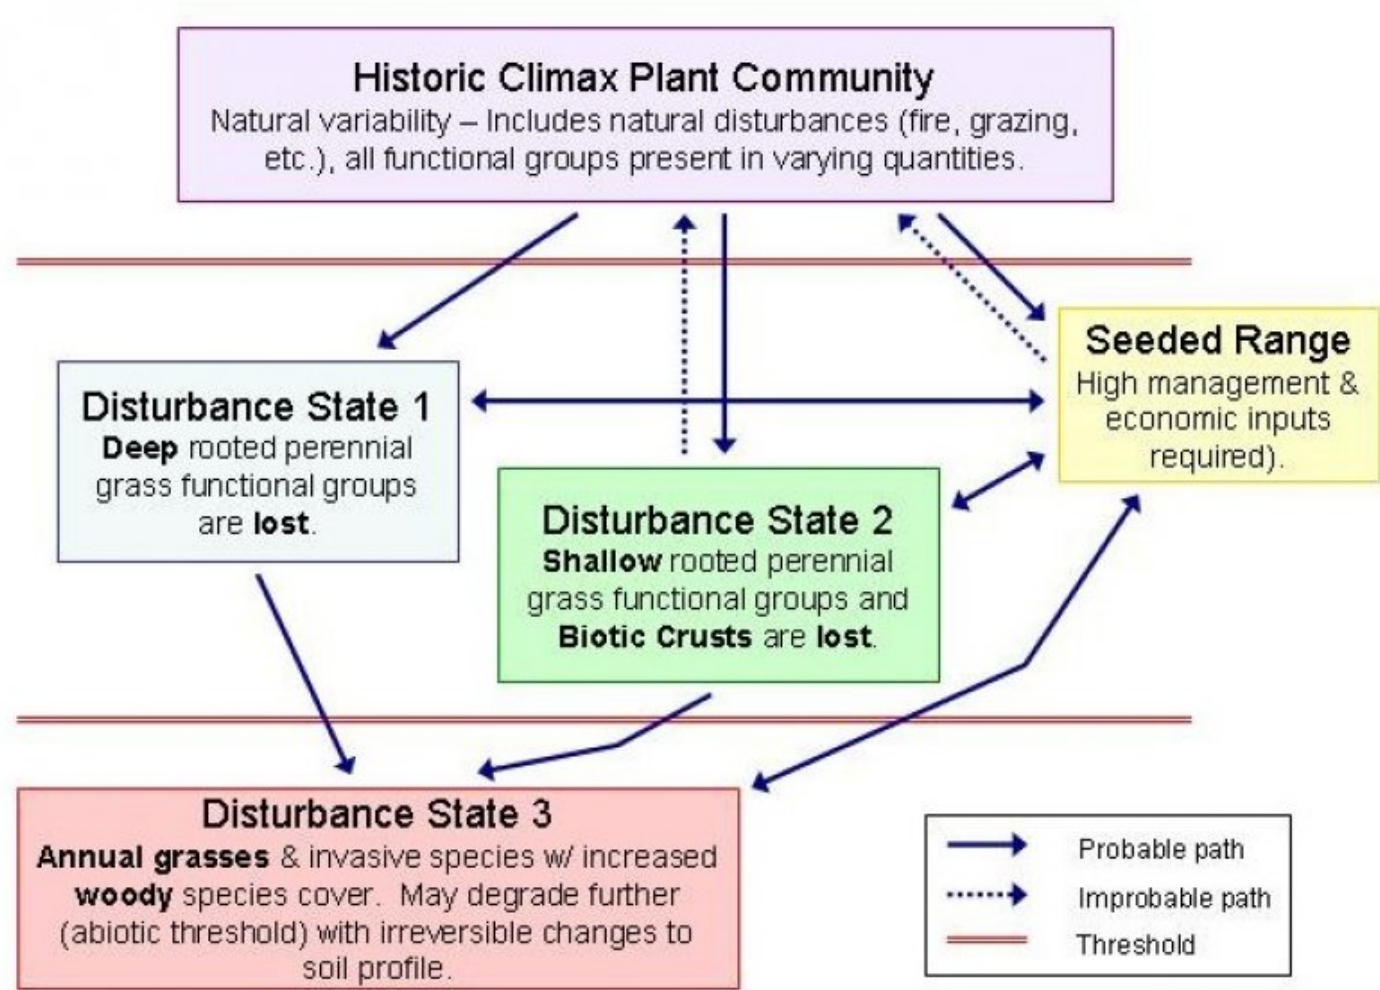 Historic Climax Plant Community
Natural variability – Includes natural disturbances (fire, grazing,
etc.), all functional groups present in varying quantities.
Seeded Range
High management &
economic inputs
required).
Disturbance State 1
Deep rooted perennial
grass functional groups
are lost.
Disturbance State 2
Shallow rooted perennial
grass functional groups and
Biotic Crusts are lost.
Disturbance State 3
Annual grasses & invasive species w/ increased
woody species cover. May degrade further
(abiotic threshold) with irreversible changes to
soil profile.
Probable path
Improbable path
Threshold